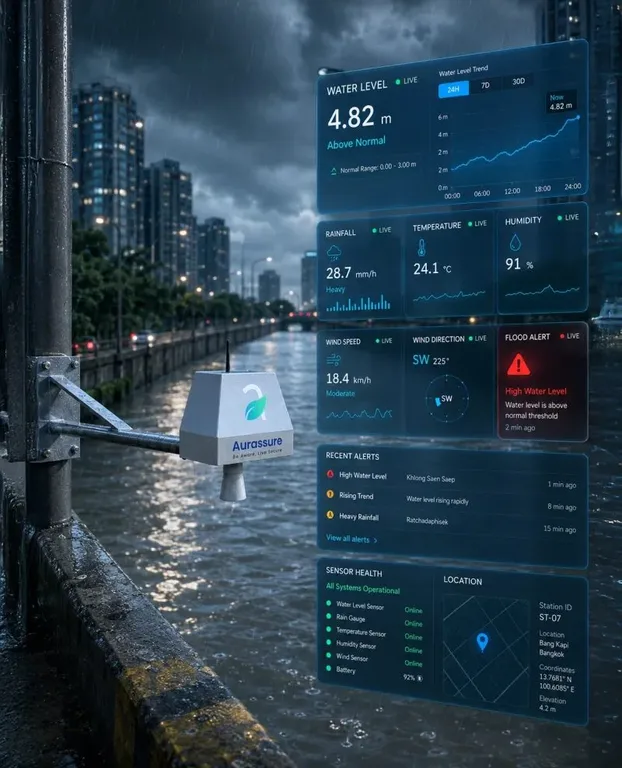 WATER LEVEL
LIVE
4.82 m
Above Normal
Normal Range: 0.00 - 3.00 m
Water Level Trend
24H 7D 30D
Now
4.82 m
6 m
4 m
2 m
2 m
0.m
00:00 06:00 12:00 18:00 24:00
RAINFALL
LIVE
28.7 mm/h
Heavy
TEMPERATURE
LIVE
24.1 °C
HUMIDITY
LIVE
91 %
WIND SPEED
LIVE
18.4 km/h
Moderate
WIND DIRECTION
LIVE
SW 225°
SW
FLOOD ALERT
LIVE
High Water Level
Water level is above
normal threshold
2 min ago
Aurassure
RECENT ALERTS
High Water Level Khlong Saen Saep 1 min ago
Rising Trend Water level rising rapidly 8 min ago
Heavy Rainfall Ratchadaphisek 15 min ago
View all alerts >
SENSOR HEALTH
All Systems Operational
Water Level Sensor Online
Rain Gauge Online
Temperature Sensor Online
Humidity Sensor Online
Wind Sensor Online
Battery 92%
LOCATION
Station ID
ST-07
Location
Bang Kapi
Bangkok
Coordinates
13.7681° N
100.6085° E
Elevation
4.2 m